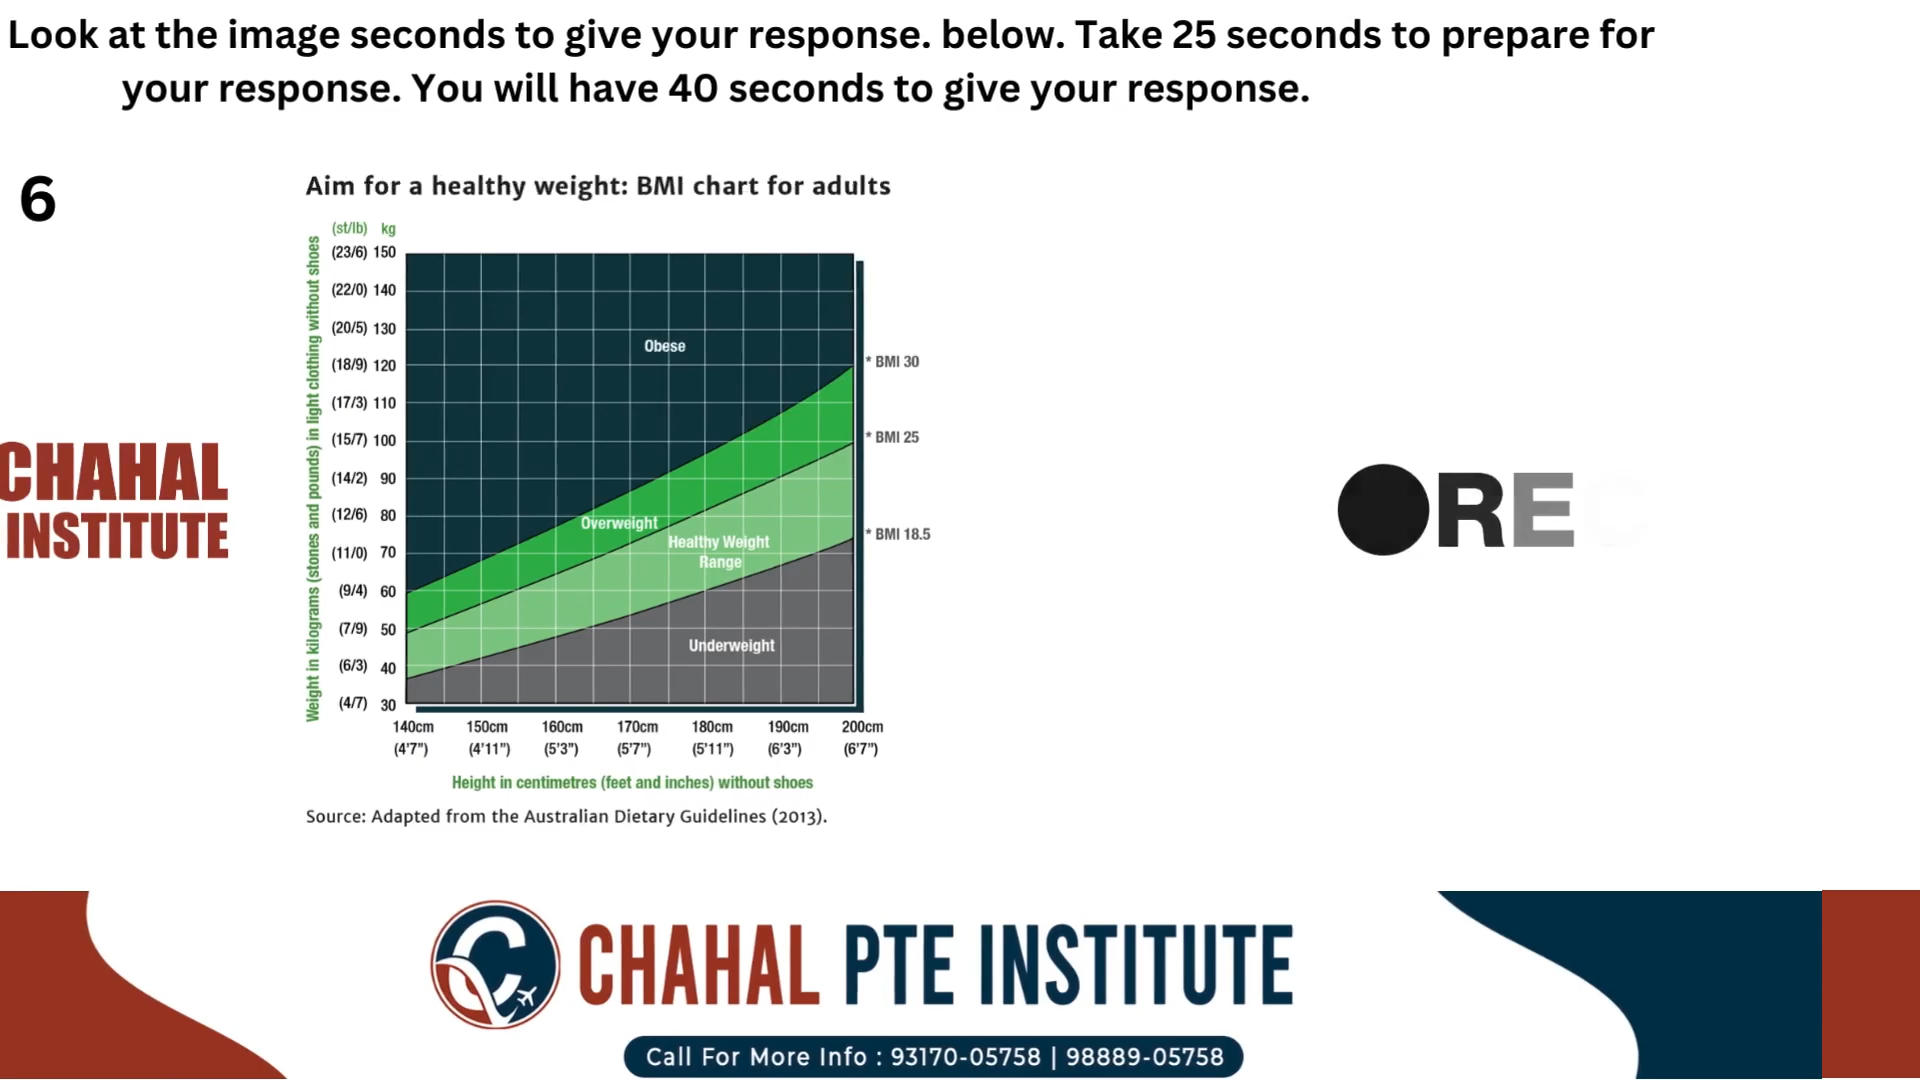 Look at the image seconds to give your response. below. Take 25 seconds to prepare for
your response. You will have 40 seconds to give your response.
6
Aim for a healthy weight: BMI chart for adults
(st/lb) kg
Weight in kilograms (stones and pounds) in light clothing without shoes
(23/6) 150
(22/0) 140
(20/5) 130
(18/9) 120
(17/3) 110
(15/7) 100
(14/2) 90
(12/6) 80
(11/0) 70
(9/4) 60
(7/9) 50
(6/3) 40
(4/7) 30
Obese
Overweight
Healthy Weight
Range
Underweight
* BMI 30
* BMI 25
* BMI 18.5
140cm 150cm 160cm 170cm 180cm 190cm 200cm
(4'7") (4'11") (5'3") (5'7") (5'11") (6'3") (6'7")
Height in centimetres (feet and inches) without shoes
Source: Adapted from the Australian Dietary Guidelines (2013).
CHAHAL
INSTITUTE
REC
CHAHAL PTE INSTITUTE
Call For More Info : 93170-05758 | 98889-05758